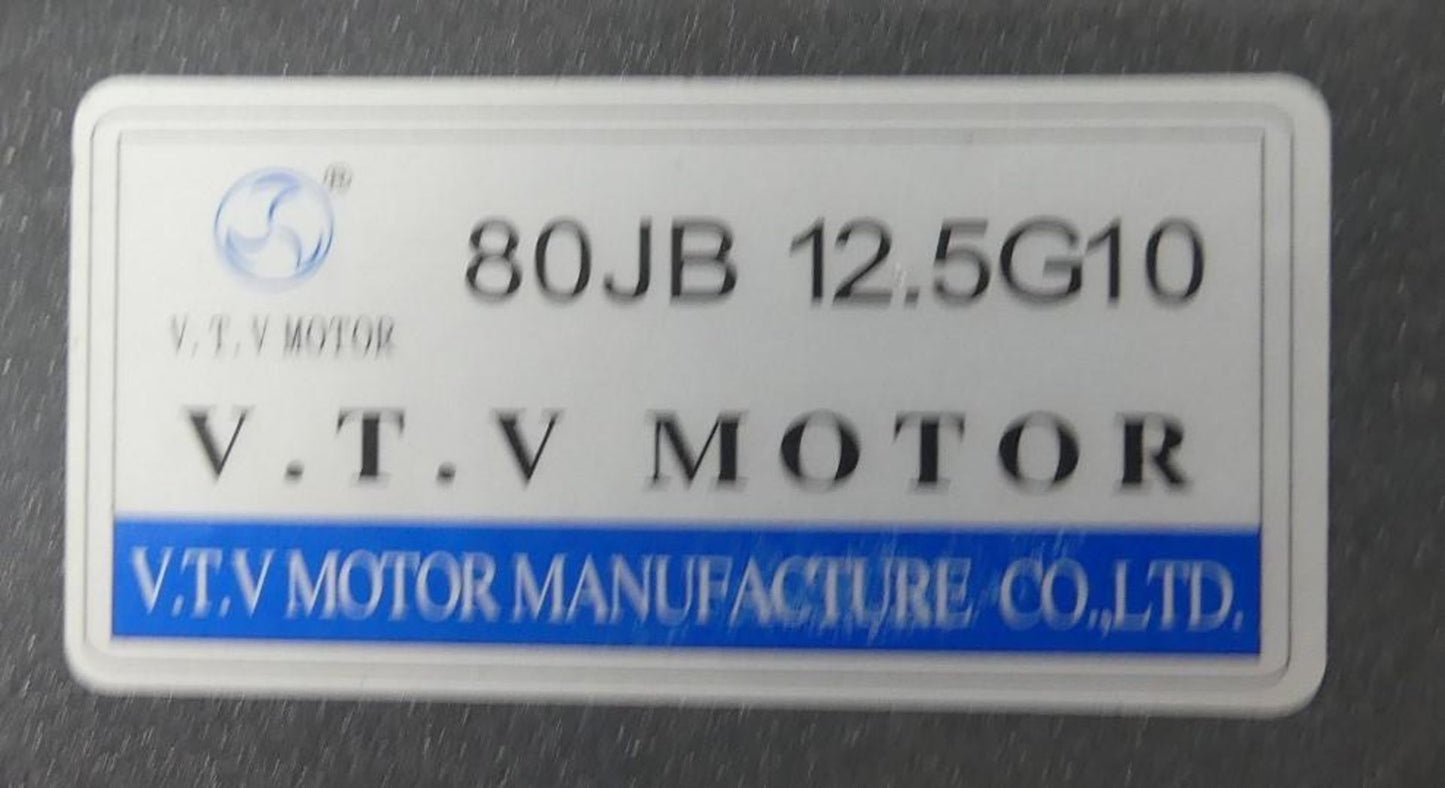 ®
80JB 12.5G10
V.T.V MOTOR
V.T.V MOTOR
V.T.V MOTOR MANUFACTURE CO.,LTD.